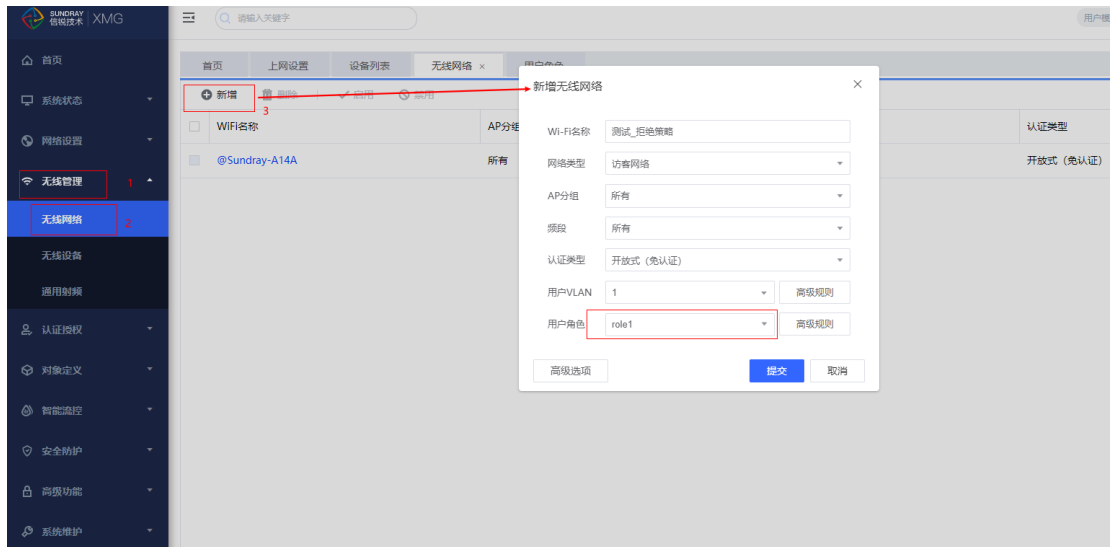 SUNDRAY
信锐技术 XMG
请输入关键字
首页
系统状态
网络设置
无线管理 1
无线网络 2
无线设备
通用射频
认证授权
对象定义
智能流控
安全防护
高级功能
系统维护
首页 上网设置 设备列表 无线网络 × 用户角色
新增 删除 启用 禁用
3
WiFi名称 AP分组 认证类型
@Sundray-A14A 所有 开放式（免认证）
新增无线网络
Wi-Fi名称 测试_拒绝策略
网络类型 访客网络
AP分组 所有
频段 所有
认证类型 开放式（免认证）
用户VLAN 1 高级规则
用户角色 role1 高级规则
高级选项 提交 取消